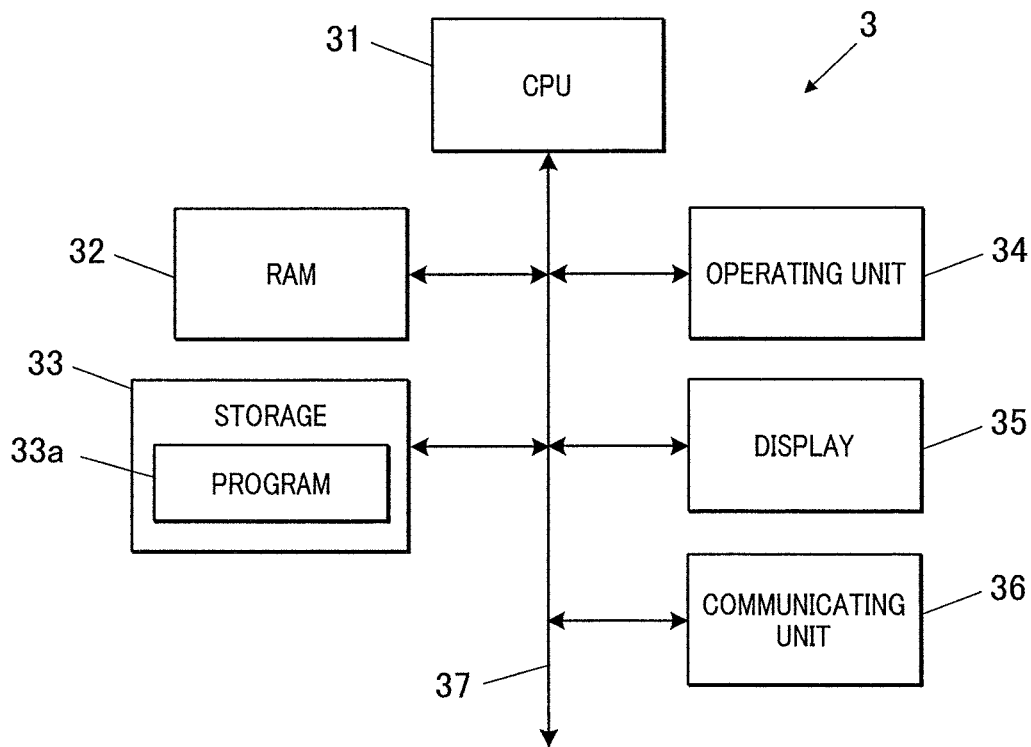 31
3
CPU
32
RAM
OPERATING UNIT
34
33
STORAGE
33a
PROGRAM
DISPLAY
35
COMMUNICATING
UNIT
36
37